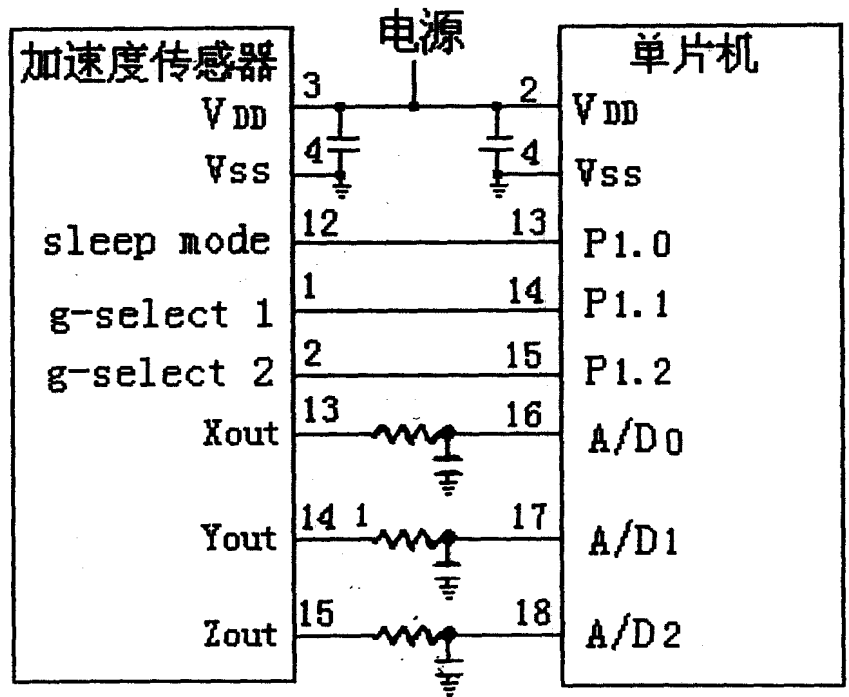 电源
加速度传感器 单片机
VDD 3 2 VDD
Vss 4 4 Vss
sleep mode 12 13 P1.0
g-select 1 1 14 P1.1
g-select 2 2 15 P1.2
Xout 13 16 A/D0
Yout 14 1 17 A/D1
Zout 15 18 A/D2